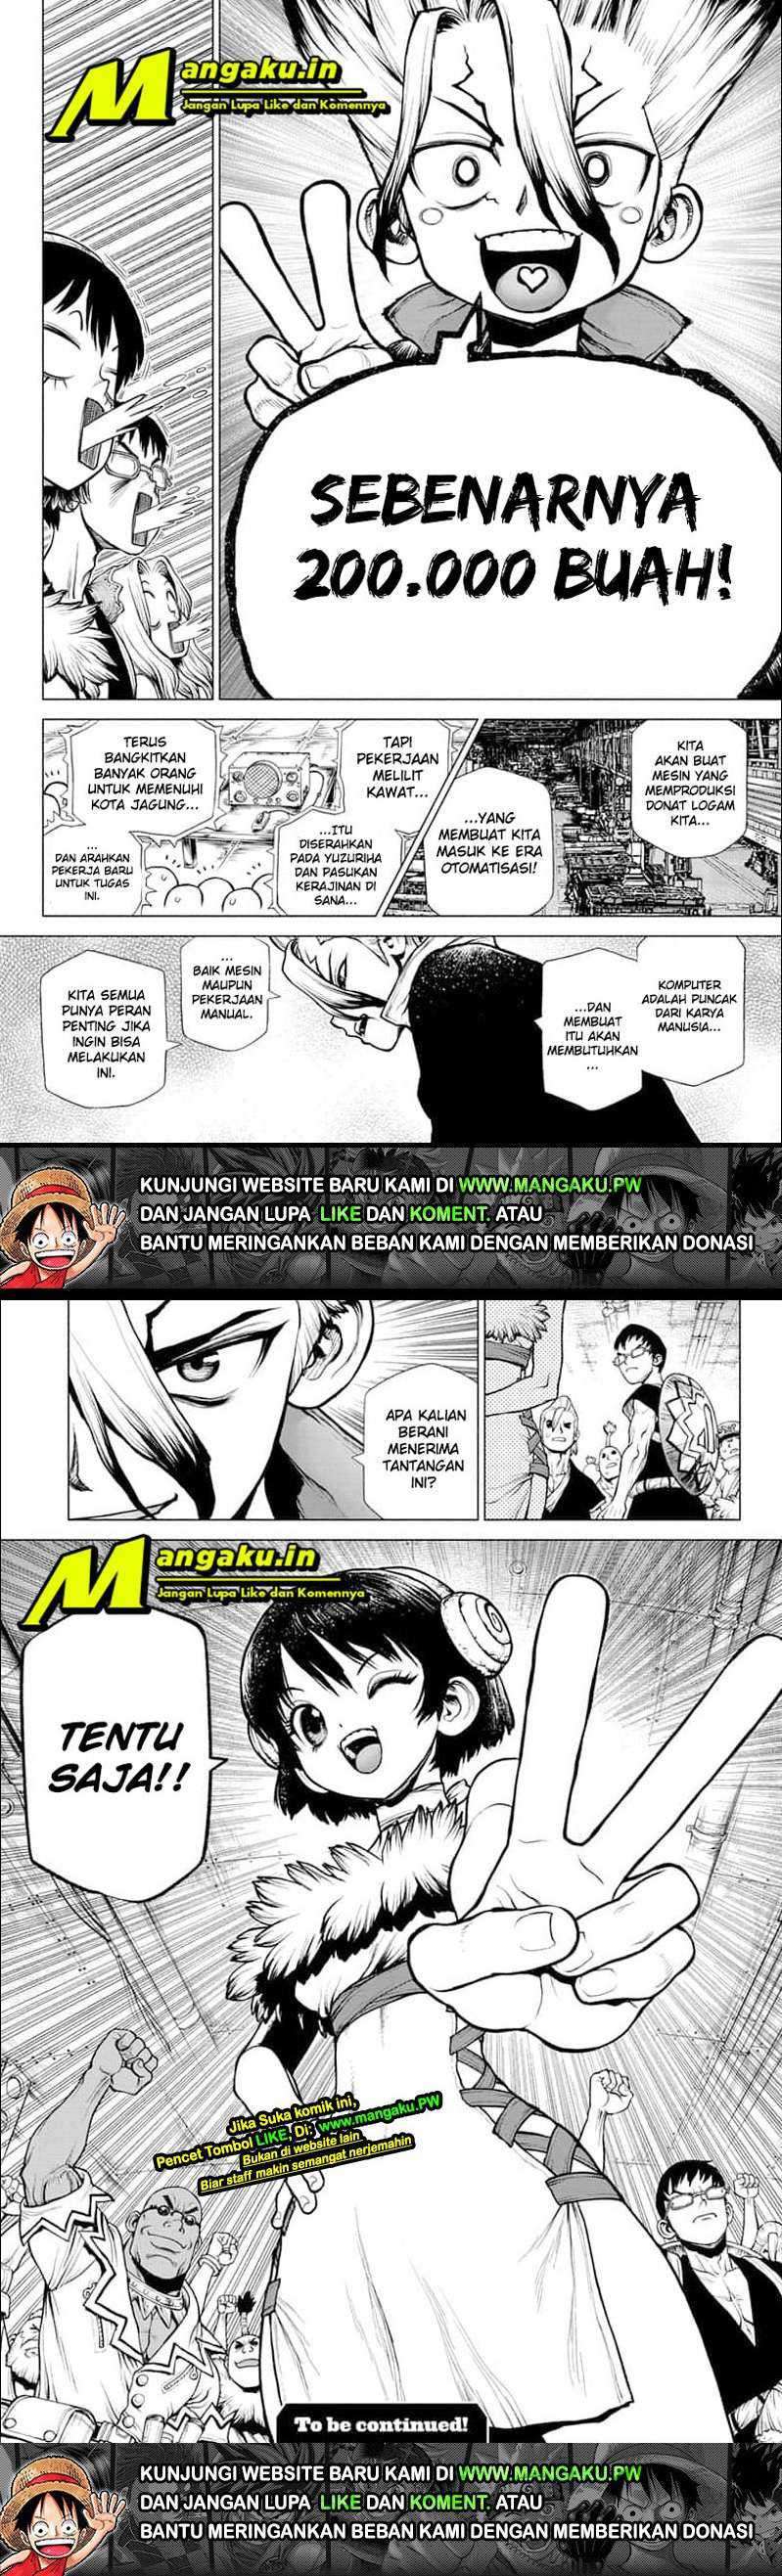 Mangaku.in
Jangan Lupa Like dan Komennya
SEBENARNYA
200.000 BUAH!
KITA
AKAN BUAT
MESIN YANG
MEMPRODUKSI
DONAT LOGAM
KITA...
...YANG
MEMBUAT KITA
MASUK KE ERA
OTOMATISASI!
TAPI
PEKERJAAN
MELILIT
KAWAT...
...ITU
DISERAHKAN
PADA YUZURIHA
DAN PASUKAN
KERAJINAN DI
SANA...
TERUS
BANGKITKAN
BANYAK ORANG
UNTUK MEMENUHI
KOTA JAGUNG...
...
DAN ARAHKAN
PEKERJA BARU
UNTUK TUGAS
INI.
KOMPUTER
ADALAH PUNCAK
DARI KARYA
MANUSIA...
...DAN
MEMBUAT
ITU AKAN
MEMBUTUHKAN
...
...
BAIK MESIN
MAUPUN
PEKERJAAN
MANUAL.
KITA SEMUA
PUNYA PERAN
PENTING JIKA
INGIN BISA
MELAKUKAN
INI.
KUNJUNGI WEBSITE BARU KAMI DI WWW.MANGAKU.PW
DAN JANGAN LUPA LIKE DAN KOMENT. ATAU
BANTU MERINGANKAN BEBAN KAMI DENGAN MEMBERIKAN DONASI
APA KALIAN
BERANI
MENERIMA
TANTANGAN
INI?
Mangaku.in
Jangan Lupa Like dan Komennya
TENTU
SAJA!!
Jika Suka komik ini,
Pencet Tombol LIKE, Di; www.mangaku.PW
Bukan di website lain
Biar staff makin semangat nerjemahin
To be continued!
KUNJUNGI WEBSITE BARU KAMI DI WWW.MANGAKU.PW
DAN JANGAN LUPA LIKE DAN KOMENT. ATAU
BANTU MERINGANKAN BEBAN KAMI DENGAN MEMBERIKAN DONASI